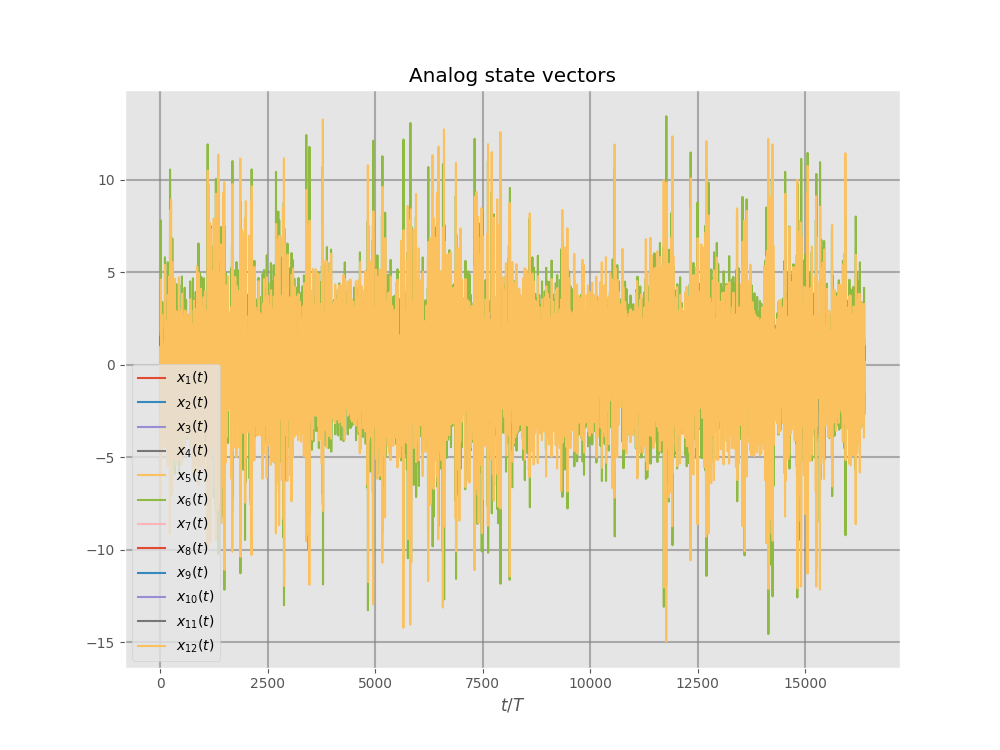 Analog state vectors
10
5
0
−5
−10
−15
x₁(t)
x₂(t)
x₃(t)
x₄(t)
x₅(t)
x₆(t)
x₇(t)
x₈(t)
x₉(t)
x₁₀(t)
x₁₁(t)
x₁₂(t)
0 2500 5000 7500 10000 12500 15000
t/T